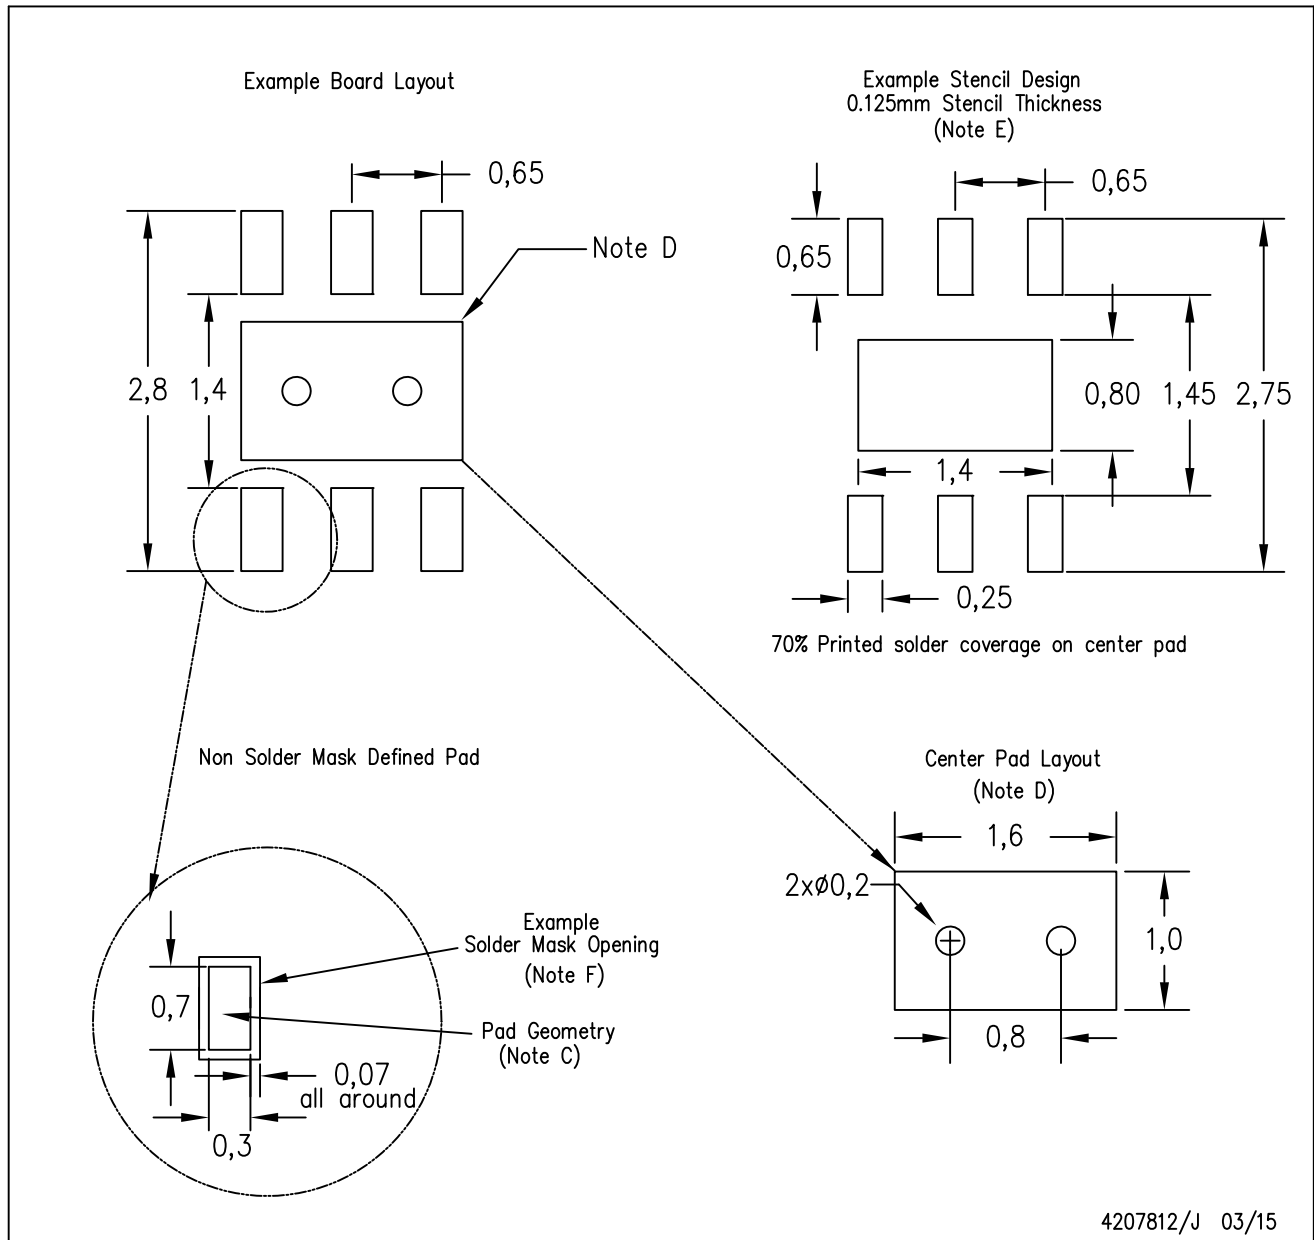 Example Board Layout
0,65
Note D
2,8
1,4
Example Stencil Design
0.125mm Stencil Thickness
(Note E)
0,65
0,65
0,80
1,45
2,75
1,4
0,25
70% Printed solder coverage on center pad
Non Solder Mask Defined Pad
Example
Solder Mask Opening
(Note F)
0,7
Pad Geometry
(Note C)
0,07
all around
0,3
Center Pad Layout
(Note D)
1,6
2xø0,2
1,0
0,8
4207812/J 03/15